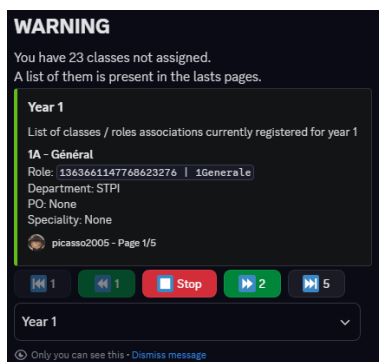 WARNING
You have 23 classes not assigned.
A list of them is present in the lasts pages.
Year 1
List of classes / roles associations currently registered for year 1
1A - Général
Role: 1363661147768623276 | 1Generale
Department: STPI
PO: None
Speciality: None
picasso2005 - Page 1/5
1 1 Stop 2 5
Year 1
Only you can see this • Dismiss message